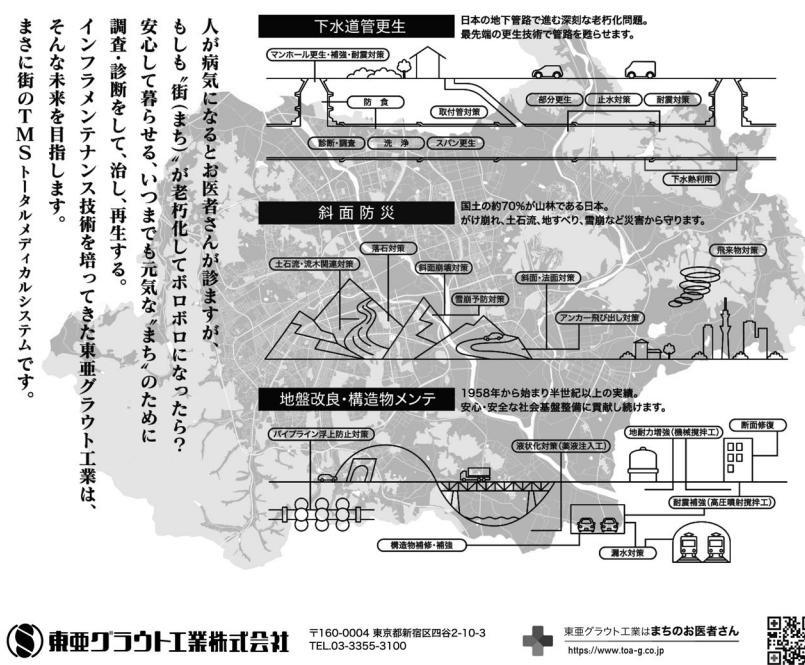 人が病気になるとお医者さんが診ますが、
もしも〝街(まち)〟が老朽化してボロボロになったら?
安心して暮らせる、いつまでも元気な〝まち〟のために
調査・診断をして、治し、再生する。
インフラメンテナンス技術を培ってきた東亜グラウト工業は、
そんな未来を目指します。
まさに街のTMSトータルメディカルシステムです。
下水道管更生
日本の地下管路で進む深刻な老朽化問題。
最先端の更生技術で管路を甦らせます。
マンホール更生・補強・耐震対策
防食
取付管対策
部分更生
止水対策
耐震対策
診断・調査
洗浄
スパン更生
下水熱利用
斜面防災
国土の約70%が山林である日本。
がけ崩れ、土石流、地すべり、雪崩など災害から守ります。
落石対策
飛来物対策
土石流・流木関連対策
斜面崩壊対策
斜面・法面対策
雪崩予防対策
アンカー飛び出し対策
地盤改良・構造物メンテ
1958年から始まり半世紀以上の実績。
安心・安全な社会基盤整備に貢献し続けます。
パイプライン浮上防止対策
液状化対策(薬液注入工)
地耐力増強(機械撹拌工)
断面修復
耐震補強(高圧噴射撹拌工)
構造物補修・補強
漏水対策
東亜グラウト工業株式会社
〒160-0004 東京都新宿区四谷2-10-3
TEL.03-3355-3100
東亜グラウト工業はまちのお医者さん
https://www.toa-g.co.jp